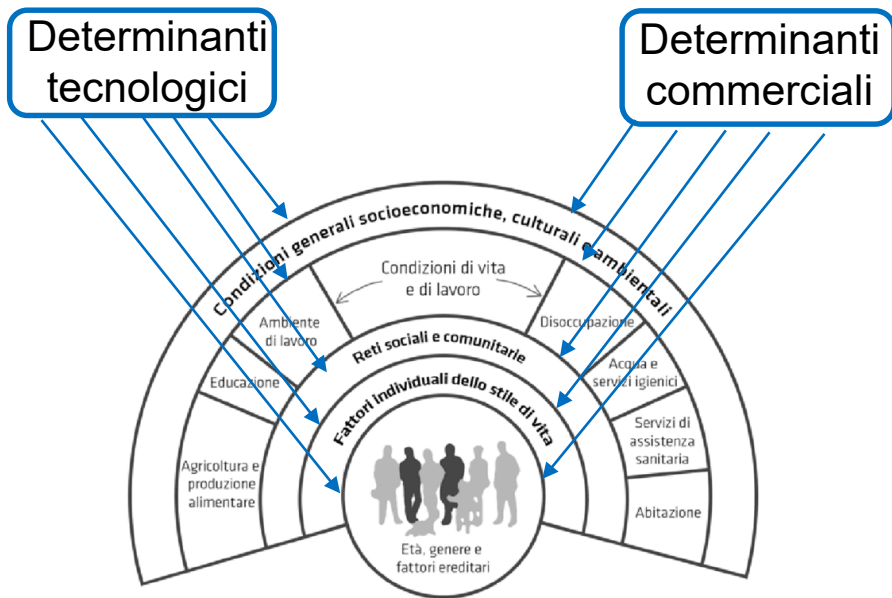 Determinanti
tecnologici
Determinanti
commerciali
Condizioni generali socioeconomiche, culturali e ambientali
Condizioni di vita
e di lavoro
Ambiente
di lavoro
Disoccupazione
Reti sociali e comunitarie
Educazione
Acqua e
servizi igienici
Fattori individuali dello stile di vita
Agricoltura e
produzione
alimentare
Servizi di
assistenza
sanitaria
Abitazione
Età, genere e
fattori ereditari